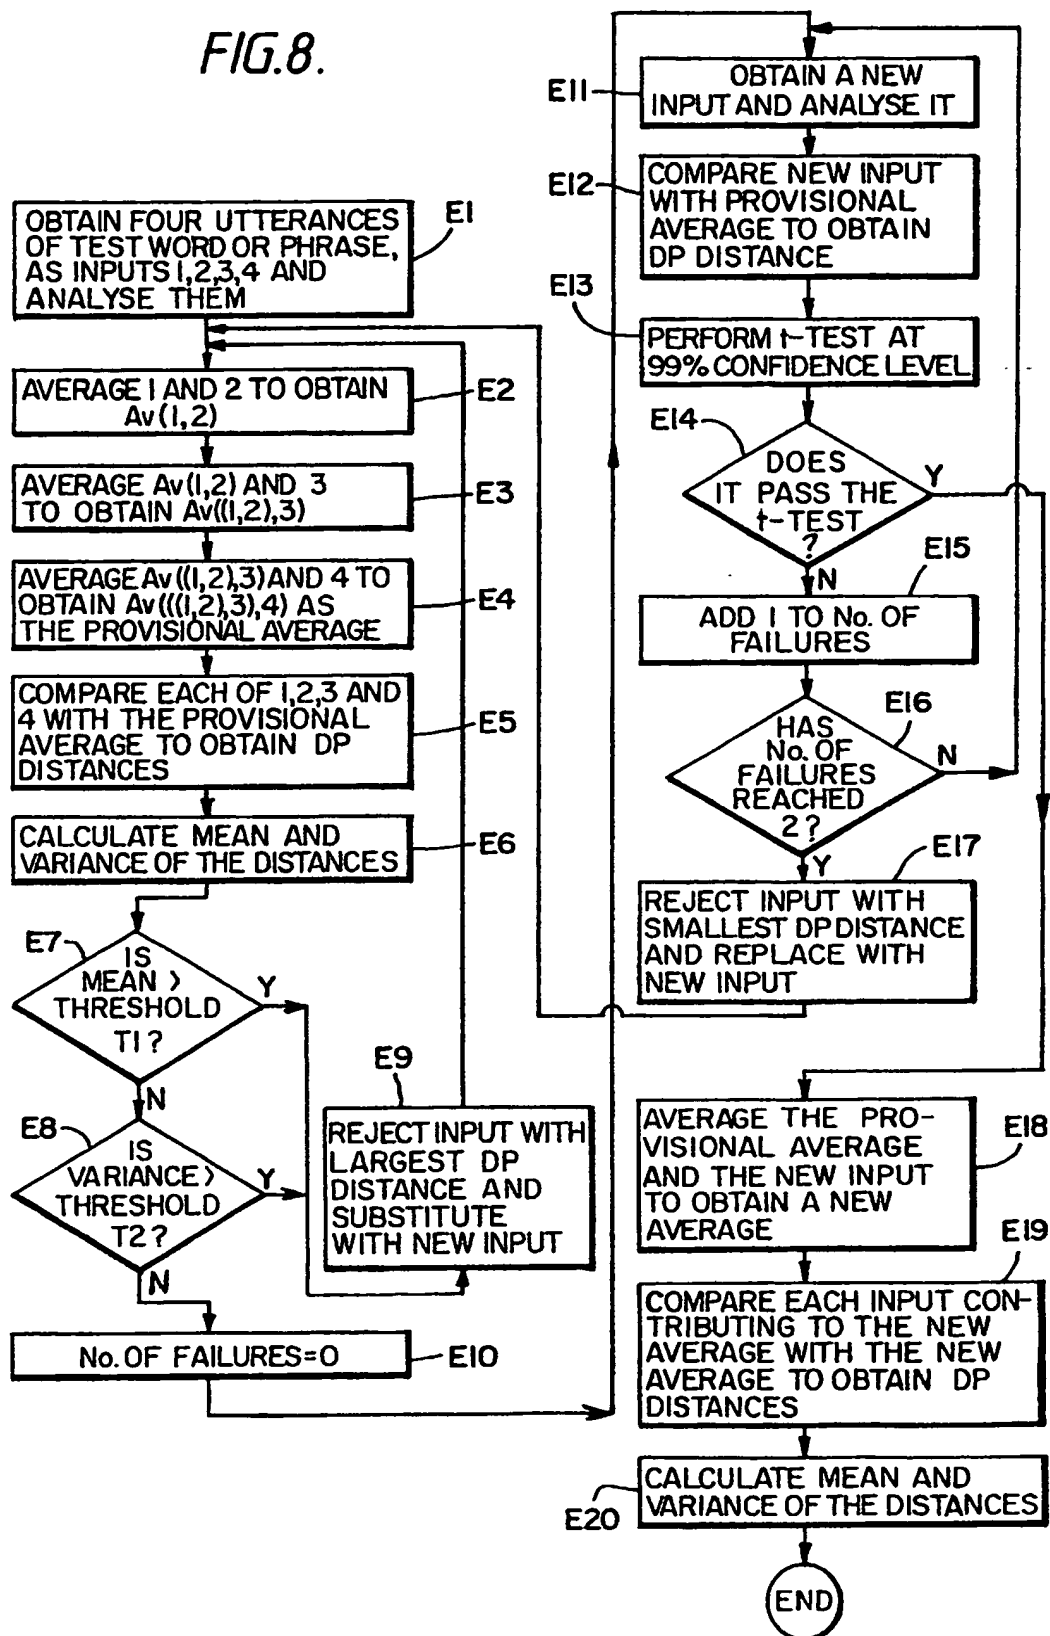 FIG.8.
OBTAIN FOUR UTTERANCES
OF TEST WORD OR PHRASE,
AS INPUTS 1,2,3,4 AND
ANALYSE THEM
E1
AVERAGE 1 AND 2 TO OBTAIN
Av(1,2)
E2
AVERAGE Av(1,2) AND 3
TO OBTAIN Av((1,2),3)
E3
AVERAGE Av((1,2),3) AND 4 TO
OBTAIN Av(((1,2),3),4) AS
THE PROVISIONAL AVERAGE
E4
COMPARE EACH OF 1,2,3 AND
4 WITH THE PROVISIONAL
AVERAGE TO OBTAIN DP
DISTANCES
E5
CALCULATE MEAN AND
VARIANCE OF THE DISTANCES
E6
E7
IS
MEAN >
THRESHOLD
T1?
Y
N
E8
IS
VARIANCE >
THRESHOLD
T2?
Y
N
E9
REJECT INPUT WITH
LARGEST DP
DISTANCE AND
SUBSTITUTE
WITH NEW INPUT
No. OF FAILURES=0
E10
E11
OBTAIN A NEW
INPUT AND ANALYSE IT
E12
COMPARE NEW INPUT
WITH PROVISIONAL
AVERAGE TO OBTAIN
DP DISTANCE
E13
PERFORM t-TEST AT
99% CONFIDENCE LEVEL
E14
DOES
IT PASS THE
t-TEST
?
Y
N
E15
ADD 1 TO No. OF
FAILURES
E16
HAS
No. OF
FAILURES
REACHED
2?
N
Y
E17
REJECT INPUT WITH
SMALLEST DP DISTANCE
AND REPLACE WITH
NEW INPUT
AVERAGE THE PRO-
VISIONAL AVERAGE
AND THE NEW INPUT
TO OBTAIN A NEW
AVERAGE
E18
E19
COMPARE EACH INPUT CON-
TRIBUTING TO THE NEW
AVERAGE WITH THE NEW
AVERAGE TO OBTAIN DP
DISTANCES
CALCULATE MEAN AND
VARIANCE OF THE DISTANCES
E20
END